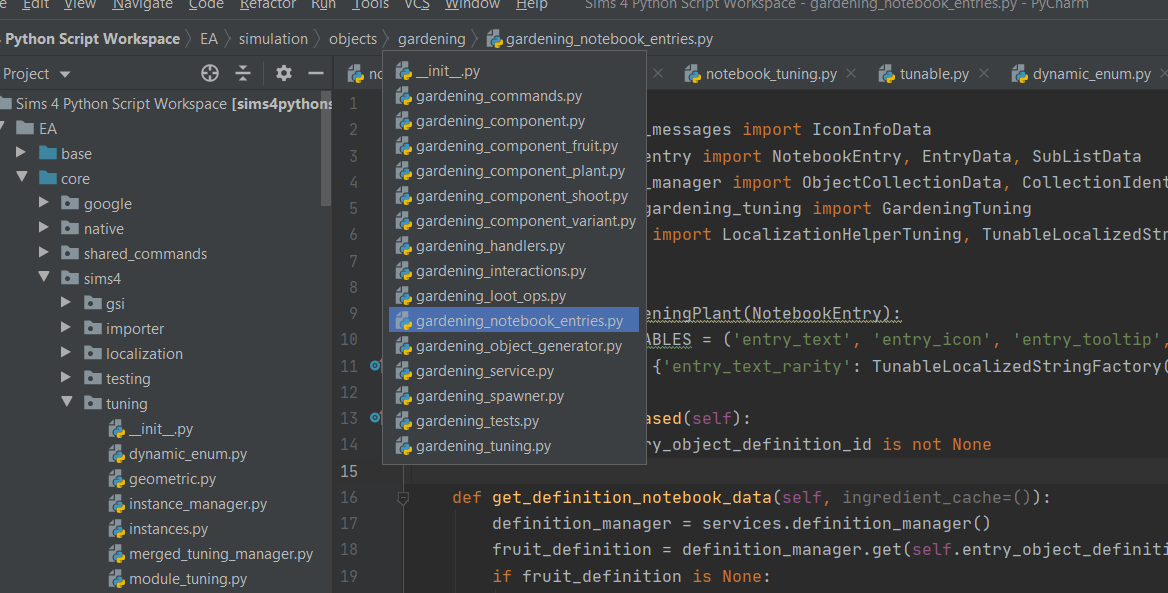 e Edit View Navigate Code Refactor Run Tools VCS Window Help Sims 4 Python Script Workspace - gardening_notebook_entries.py - PyCharm
Python Script Workspace EA simulation objects gardening gardening_notebook_entries.py
Project no notebook_tuning.py tunable.py dynamic_enum.py
Sims 4 Python Script Workspace [sims4pythons
EA
base
core
google
native
shared_commands
sims4
gsi
importer
localization
testing
tuning
__init__.py
dynamic_enum.py
geometric.py
instance_manager.py
instances.py
merged_tuning_manager.py
module_tuning.py
__init__.py
gardening_commands.py
gardening_component.py
gardening_component_fruit.py
gardening_component_plant.py
gardening_component_shoot.py
gardening_component_variant.py
gardening_handlers.py
gardening_interactions.py
gardening_loot_ops.py
gardening_notebook_entries.py
gardening_object_generator.py
gardening_service.py
gardening_spawner.py
gardening_tests.py
gardening_tuning.py
1
2 _messages import IconInfoData
3 entry import NotebookEntry, EntryData, SubListData
4 _manager import ObjectCollectionData, CollectionIdent
5 gardening_tuning import GardeningTuning
6 import LocalizationHelperTuning, TunableLocalizedStr
7
8
9 eningPlant(NotebookEntry):
10 ABLES = ('entry_text', 'entry_icon', 'entry_tooltip',
11 {'entry_text_rarity': TunableLocalizedStringFactory(
12
13 ased(self):
14 ry_object_definition_id is not None
15
16 def get_definition_notebook_data(self, ingredient_cache=()):
17 definition_manager = services.definition_manager()
18 fruit_definition = definition_manager.get(self.entry_object_definiti
19 if fruit_definition is None: